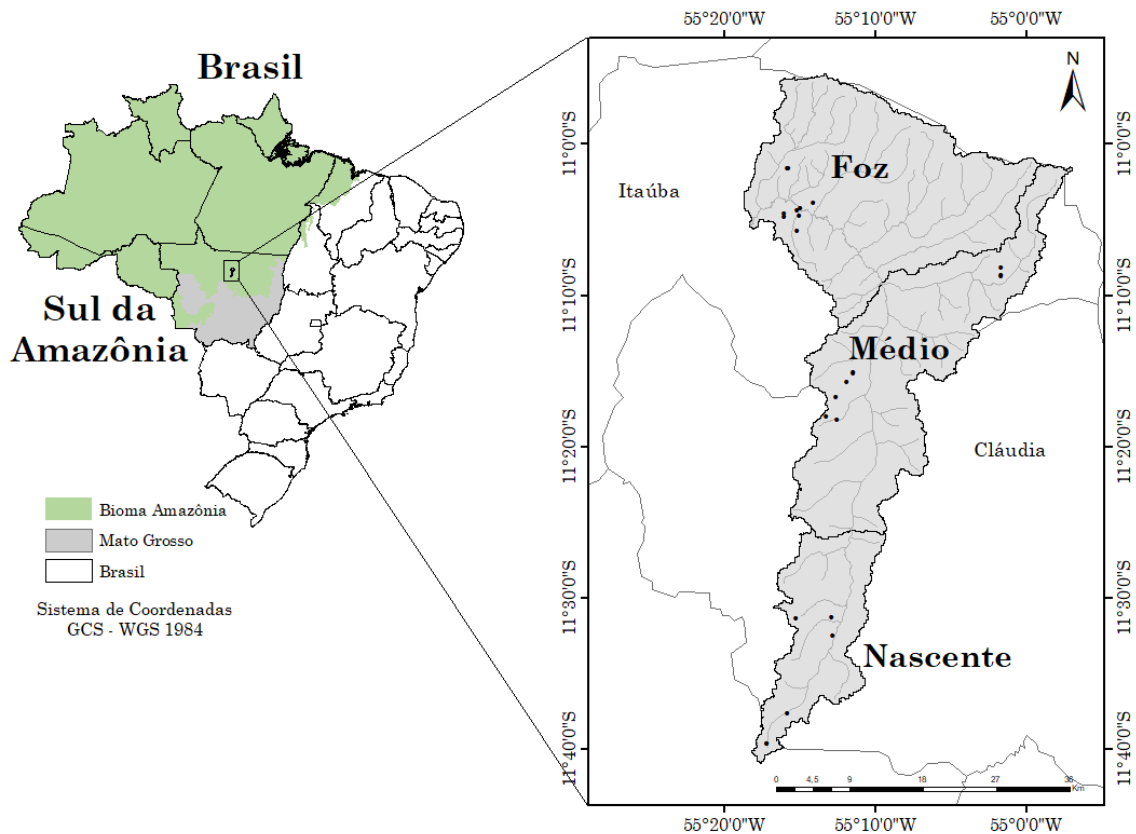 Brasil
Sul da
Amazônia
Bioma Amazônia
Mato Grosso
Brasil
Sistema de Coordenadas
GCS - WGS 1984
55°20'0"W
55°10'0"W
55°0'0"W
11°0'0"S
11°10'0"S
11°20'0"S
11°30'0"S
11°40'0"S
N
Foz
Itaúba
Médio
Cláudia
Nascente
0 4,5 9 18 27 36
Km
11°0'0"S
11°10'0"S
11°20'0"S
11°30'0"S
11°40'0"S
55°20'0"W
55°10'0"W
55°0'0"W